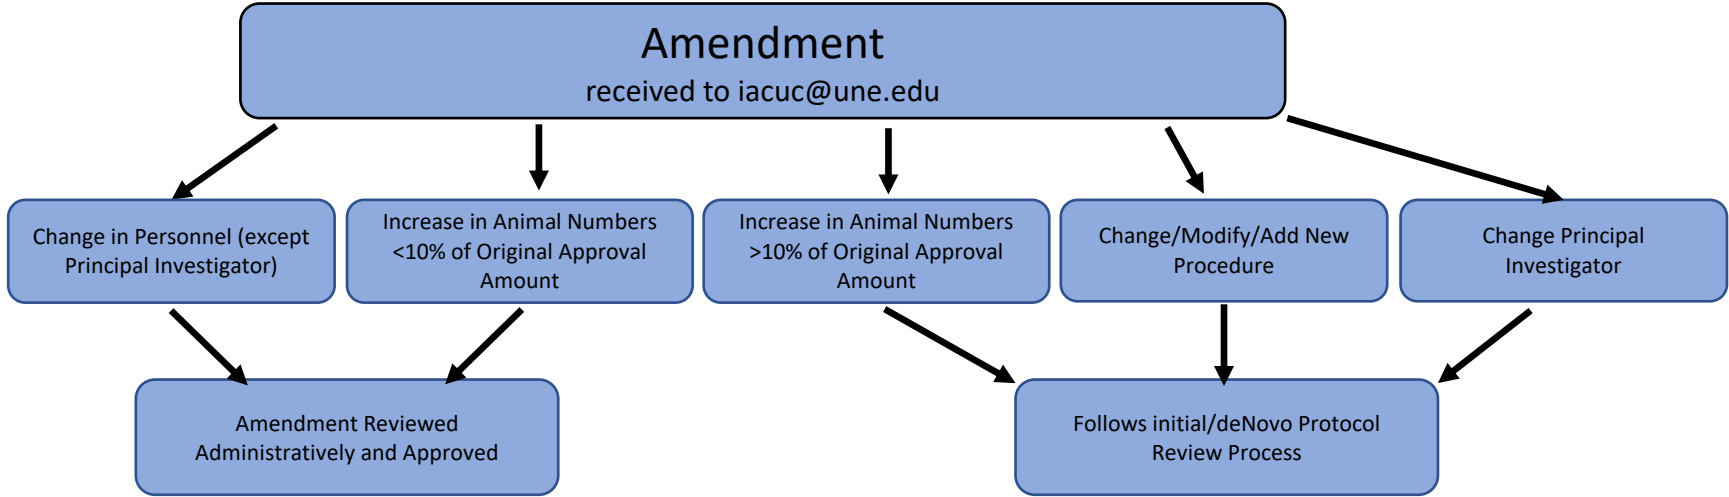 Amendment
received to iacuc@une.edu
Change in Personnel (except
Principal Investigator)
Increase in Animal Numbers
<10% of Original Approval
Amount
Increase in Animal Numbers
>10% of Original Approval
Amount
Change/Modify/Add New
Procedure
Change Principal
Investigator
Amendment Reviewed
Administratively and Approved
Follows initial/deNovo Protocol
Review Process